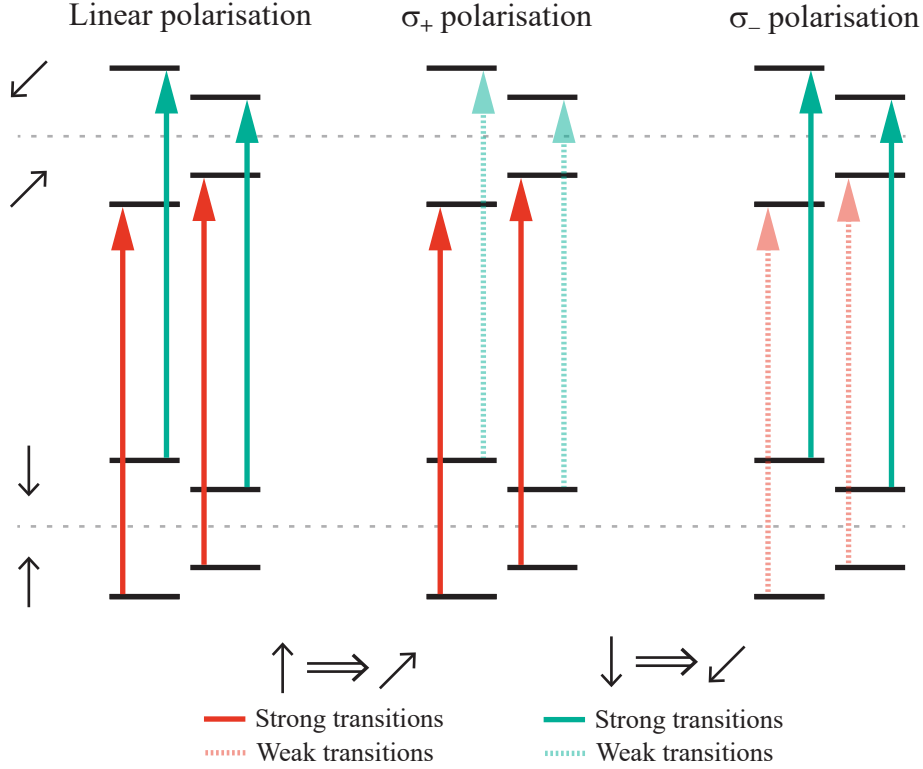 Linear polarisation
σ₊ polarisation
σ₋ polarisation
Strong transitions
Weak transitions
Strong transitions
Weak transitions